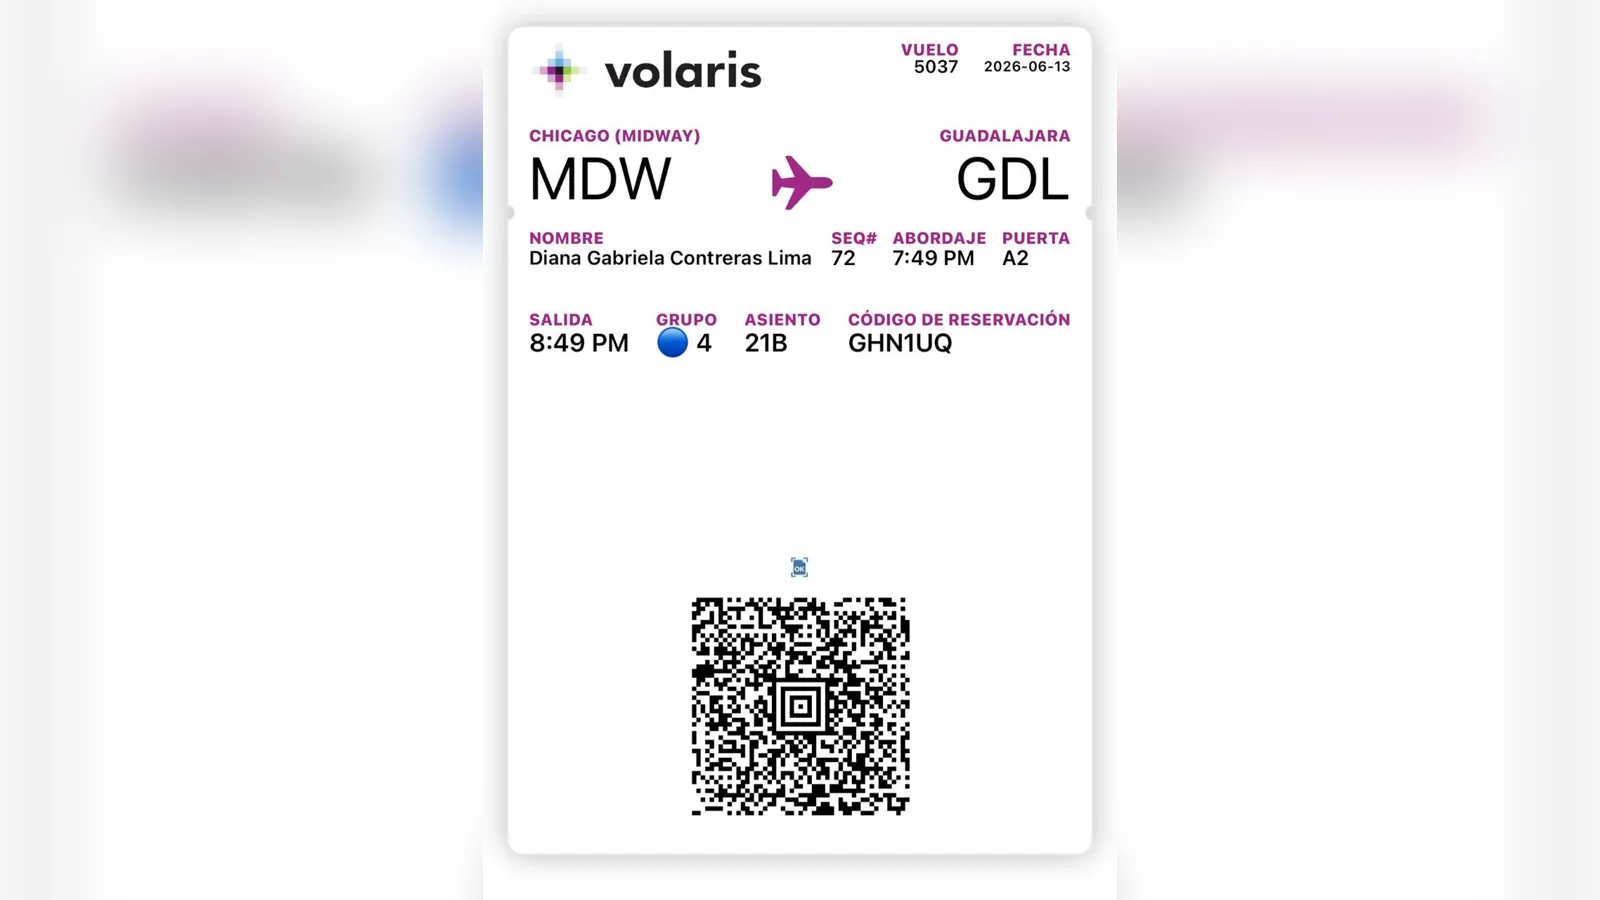 volaris
VUELO FECHA
5037 2026-06-13
CHICAGO (MIDWAY) GUADALAJARA
MDW GDL
NOMBRE SEQ# ABORDAJE PUERTA
Diana Gabriela Contreras Lima 72 7:49 PM A2
SALIDA GRUPO ASIENTO CÓDIGO DE RESERVACIÓN
8:49 PM 4 21B GHN1UQ
OK